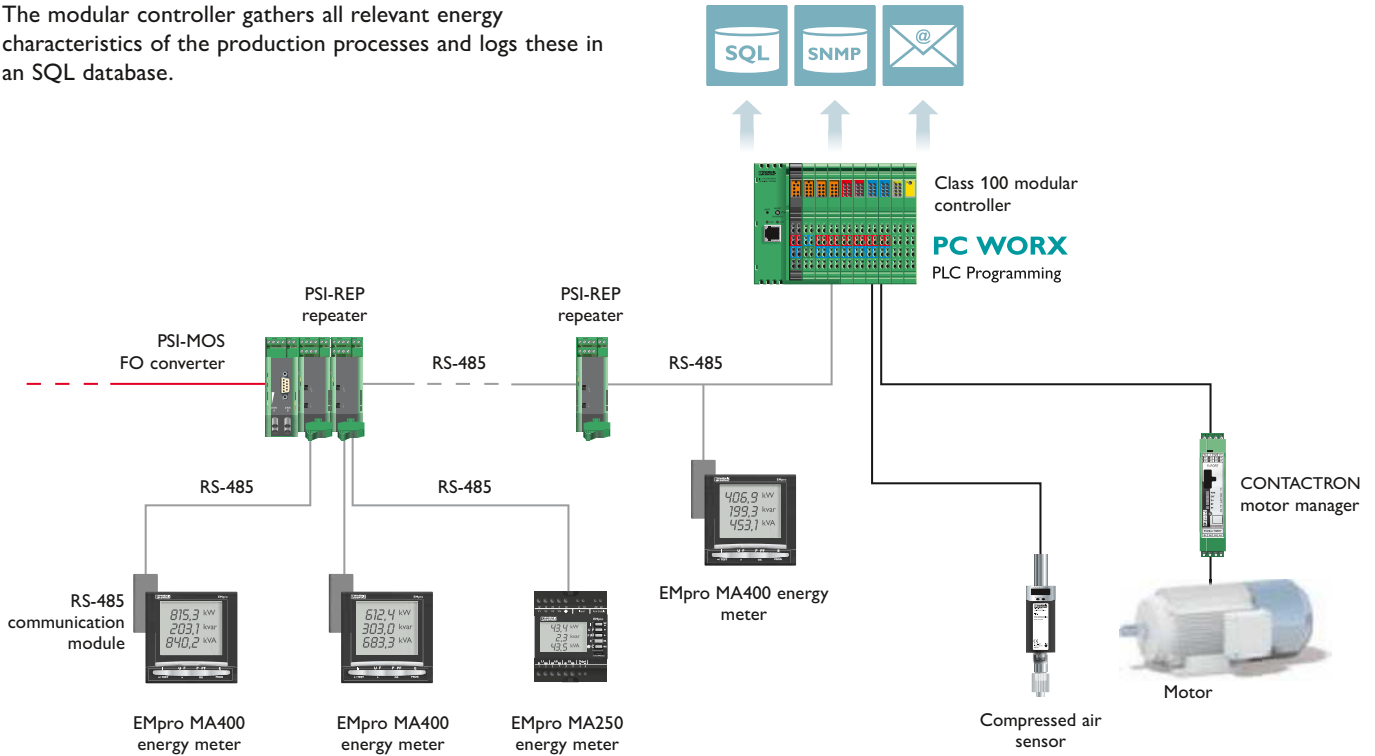 The modular controller gathers all relevant energy
characteristics of the production processes and logs these in
an SQL database.
SQL
SNMP
@
Class 100 modular
controller
PC WORX
PLC Programming
PSI-REP
repeater
PSI-REP
repeater
PSI-MOS
FO converter
RS-485
RS-485
RS-485
RS-485
406,9 kW
199,3 kvar
453,1 kVA
CONTACTRON
motor manager
EMpro MA400 energy
meter
RS-485
communication
module
815,3 kW
203,1 kvar
840,2 kVA
612,4 kW
303,0 kvar
683,3 kVA
43,4 kW
2,3 kvar
43,5 kVA
Motor
EMpro MA400
energy meter
EMpro MA400
energy meter
EMpro MA250
energy meter
Compressed air
sensor